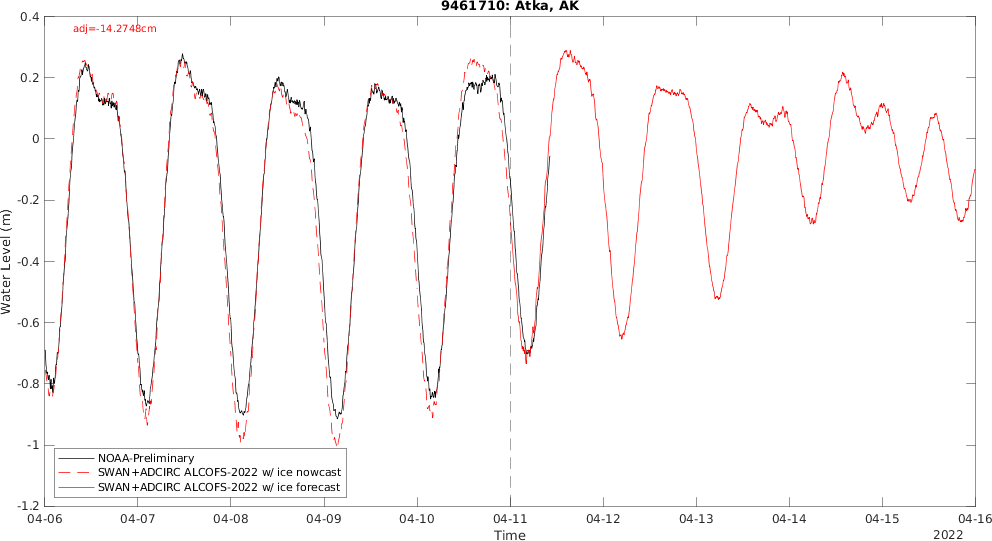 9461710: Atka, AK
adj=-14.2748cm
0.4
0.2
0
-0.2
-0.4
-0.6
-0.8
-1
-1.2
Water Level (m)
NOAA-Preliminary
SWAN+ADCIRC ALCOFS-2022 w/ ice nowcast
SWAN+ADCIRC ALCOFS-2022 w/ ice forecast
04-06 04-07 04-08 04-09 04-10 04-11 04-12 04-13 04-14 04-15 04-16
Time
2022